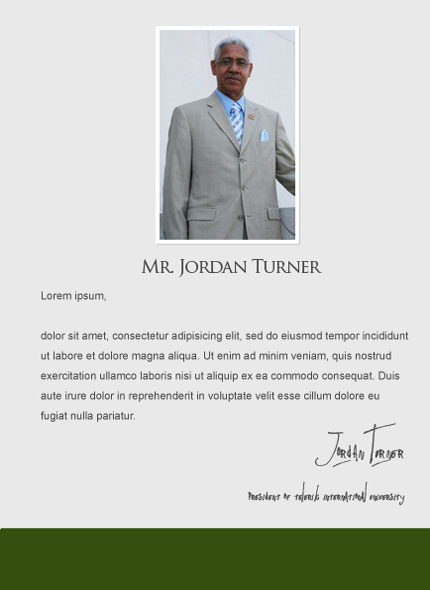 Mr. Jordan Turner
Lorem ipsum,
dolor sit amet, consectetur adipisicing elit, sed do eiusmod tempor incididunt
ut labore et dolore magna aliqua. Ut enim ad minim veniam, quis nostrud
exercitation ullamco laboris nisi ut aliquip ex ea commodo consequat. Duis
aute irure dolor in reprehenderit in voluptate velit esse cillum dolore eu
fugiat nulla pariatur.
Jordan Turner
President of Telerik International University